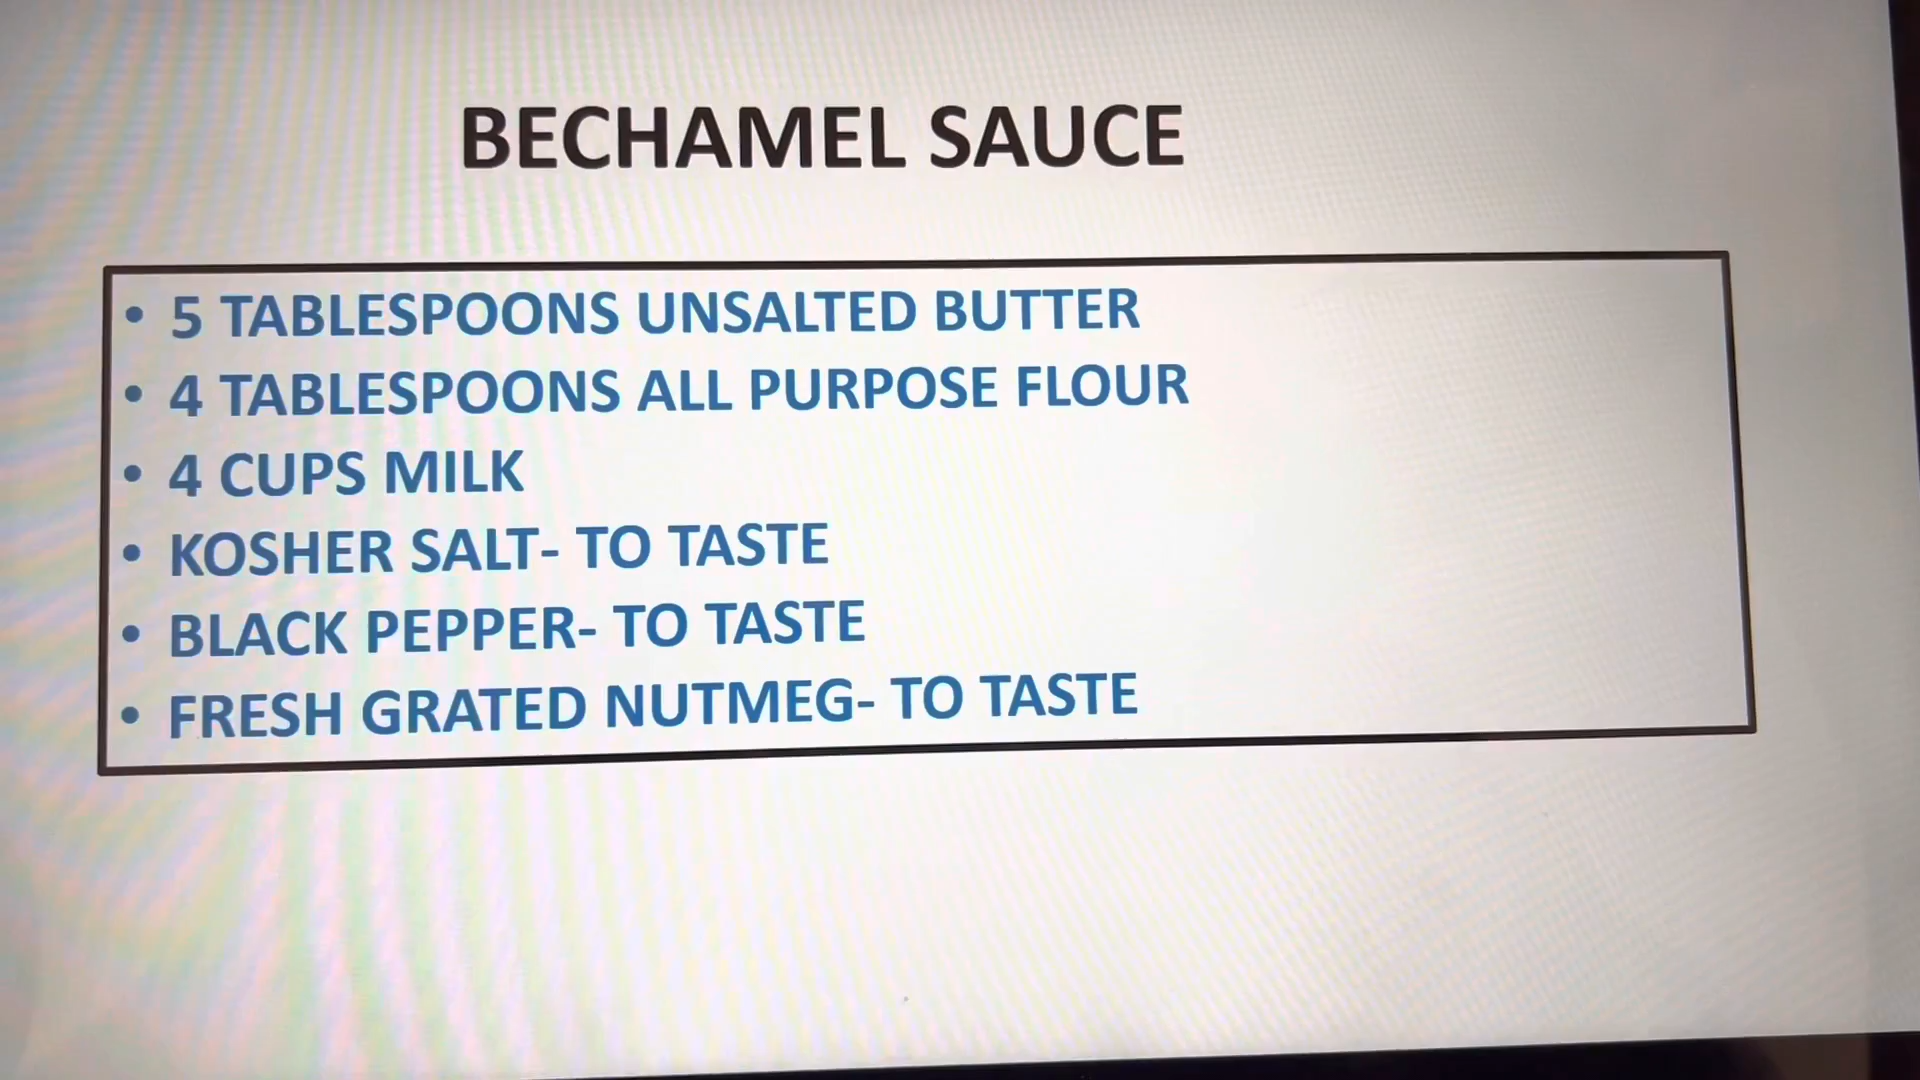 BECHAMEL SAUCE
• 5 TABLESPOONS UNSALTED BUTTER
• 4 TABLESPOONS ALL PURPOSE FLOUR
• 4 CUPS MILK
• KOSHER SALT- TO TASTE
• BLACK PEPPER- TO TASTE
• FRESH GRATED NUTMEG- TO TASTE